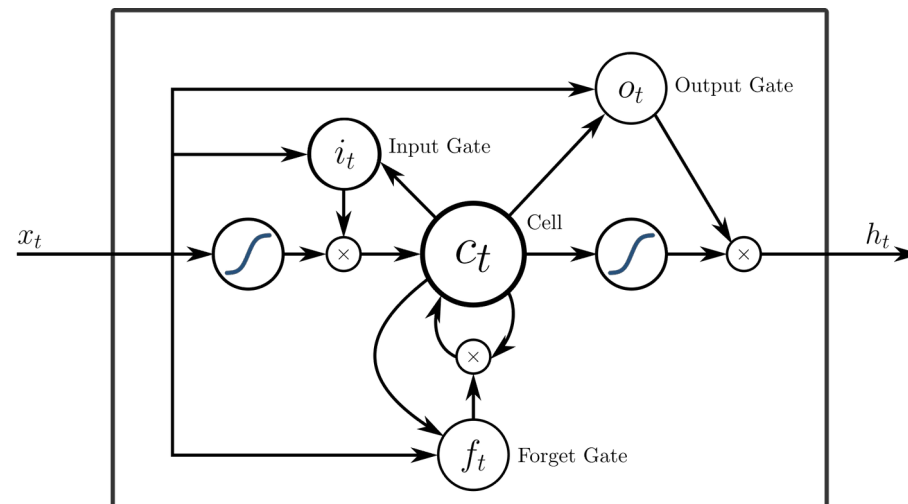 o_t
Output Gate
i_t
Input Gate
Cell
x_t
×
c_t
×
h_t
×
f_t
Forget Gate